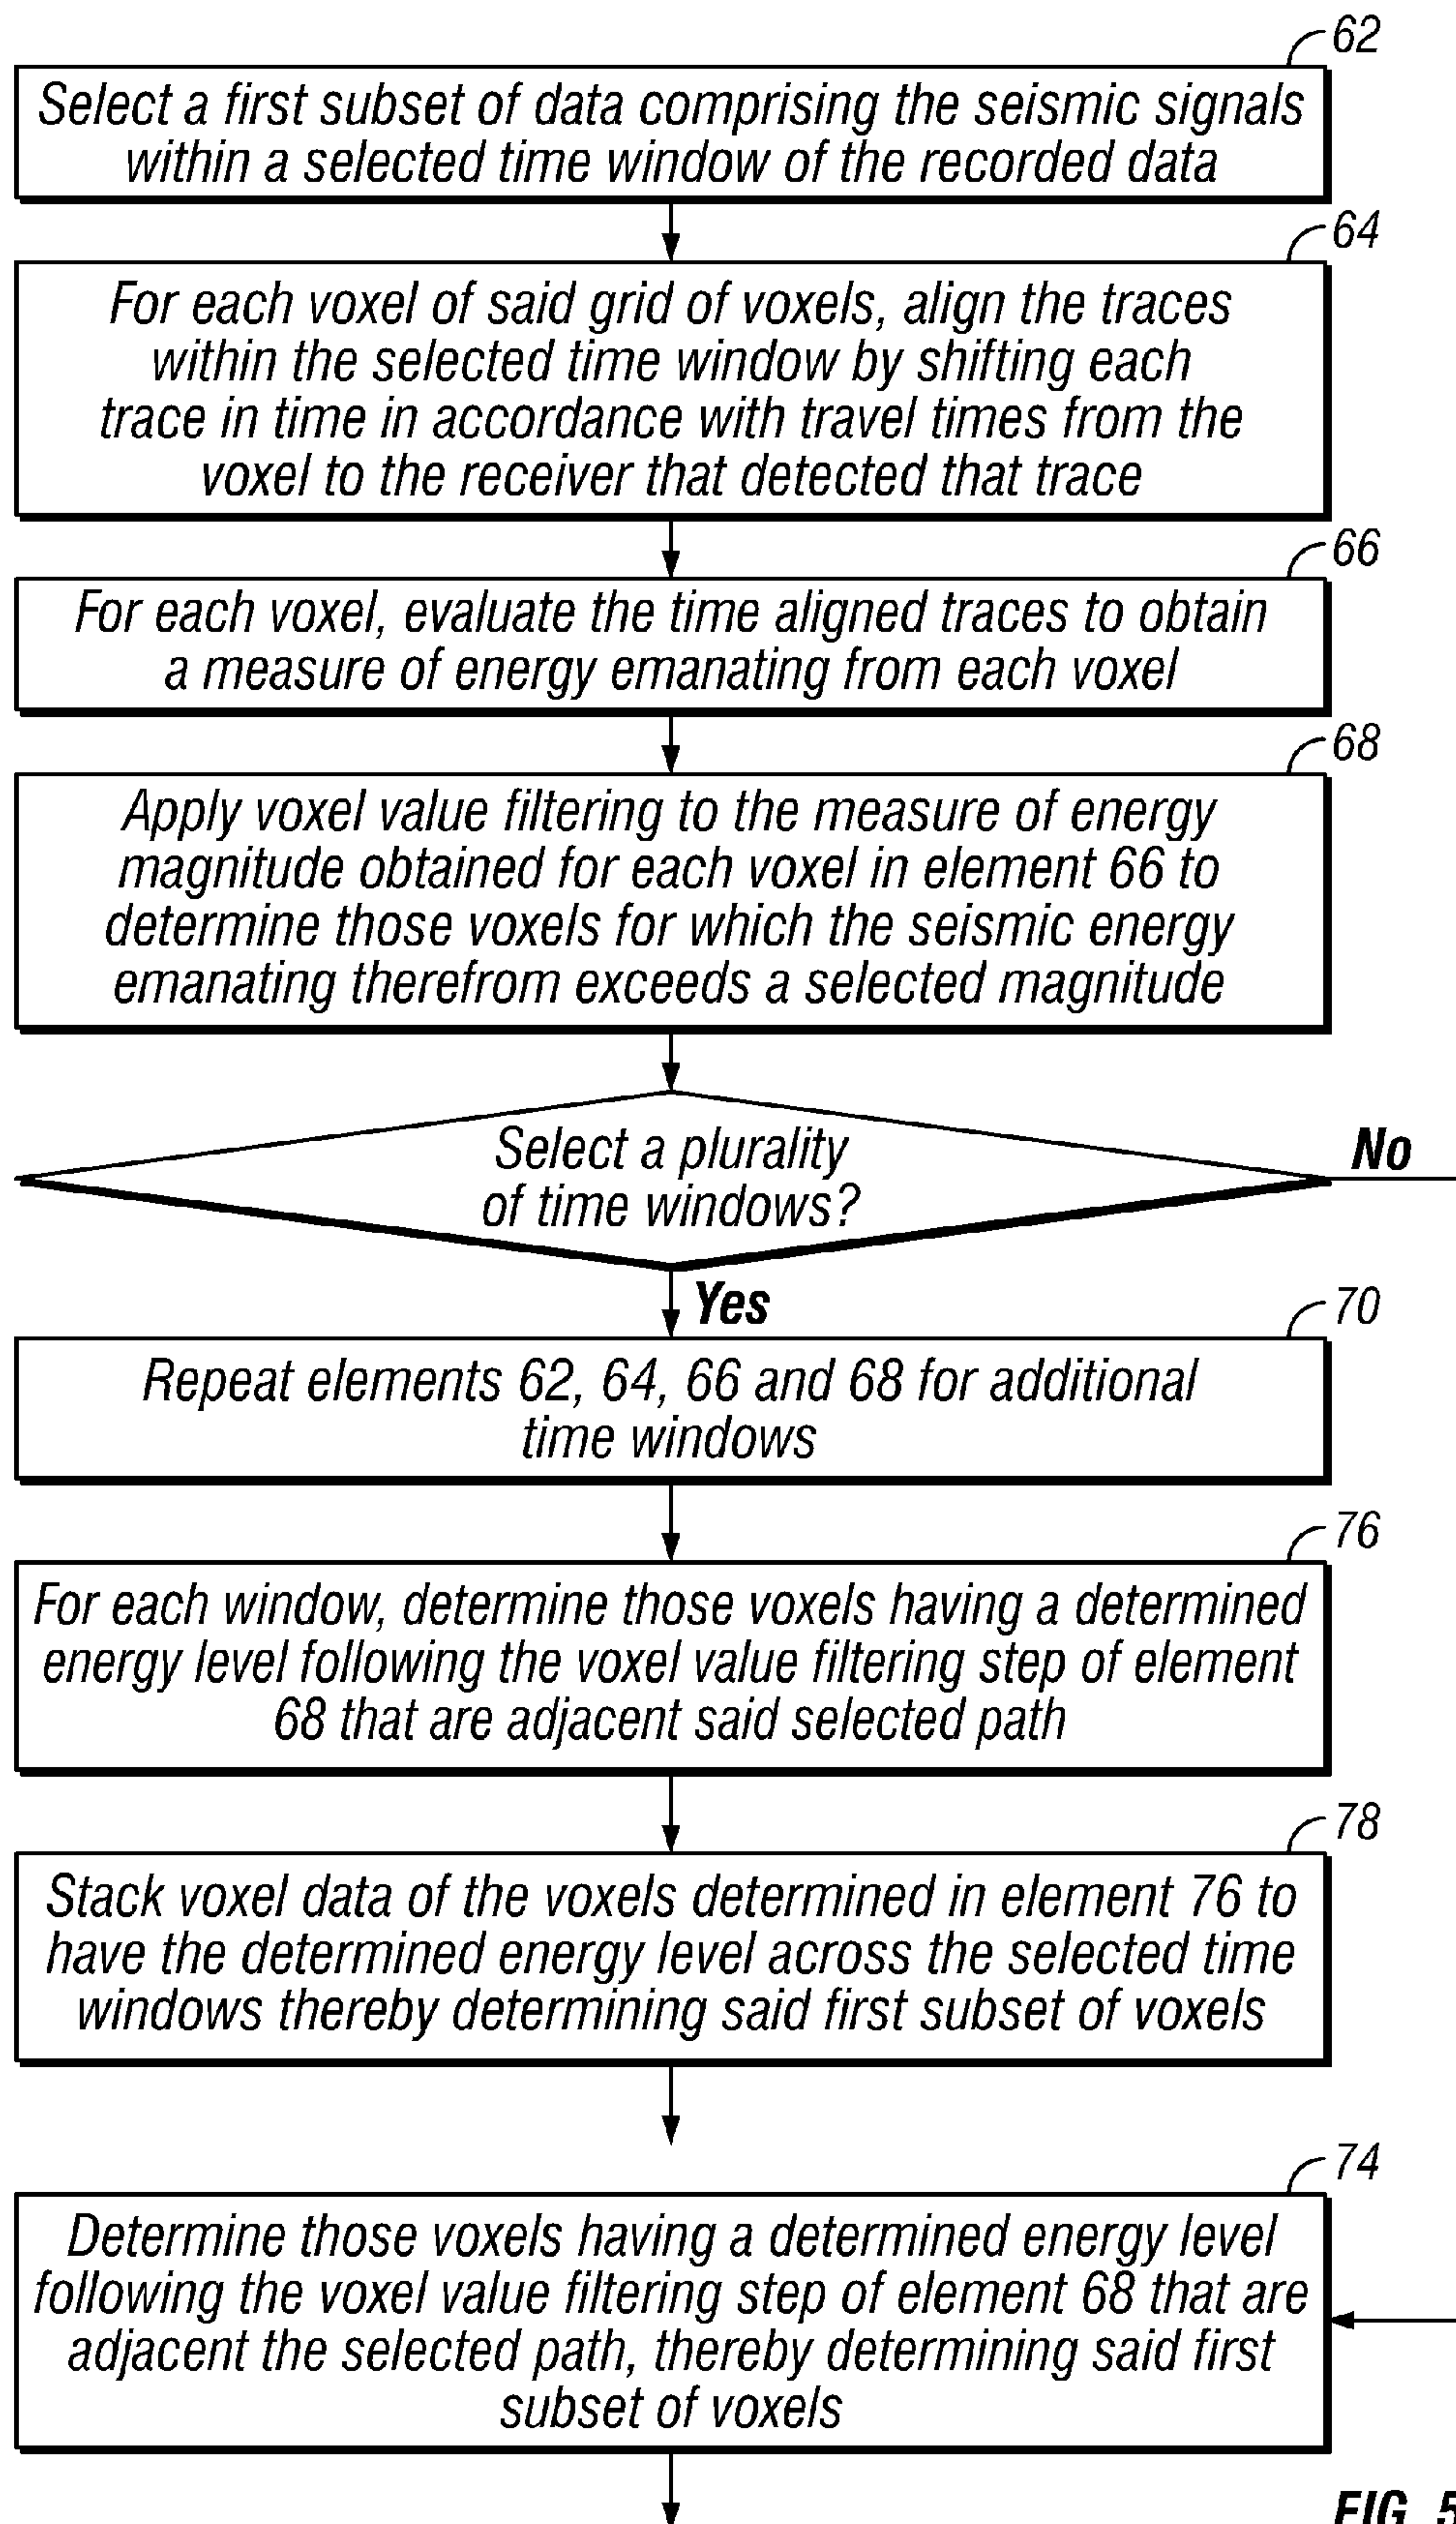 62
Select a first subset of data comprising the seismic signals
within a selected time window of the recorded data
64
For each voxel of said grid of voxels, align the traces
within the selected time window by shifting each
trace in time in accordance with travel times from the
voxel to the receiver that detected that trace
66
For each voxel, evaluate the time aligned traces to obtain
a measure of energy emanating from each voxel
68
Apply voxel value filtering to the measure of energy
magnitude obtained for each voxel in element 66 to
determine those voxels for which the seismic energy
emanating therefrom exceeds a selected magnitude
Select a plurality
of time windows?
No
Yes
70
Repeat elements 62, 64, 66 and 68 for additional
time windows
76
For each window, determine those voxels having a determined
energy level following the voxel value filtering step of element
68 that are adjacent said selected path
78
Stack voxel data of the voxels determined in element 76 to
have the determined energy level across the selected time
windows thereby determining said first subset of voxels
74
Determine those voxels having a determined energy level
following the voxel value filtering step of element 68 that are
adjacent the selected path, thereby determining said first
subset of voxels
FIG. 5